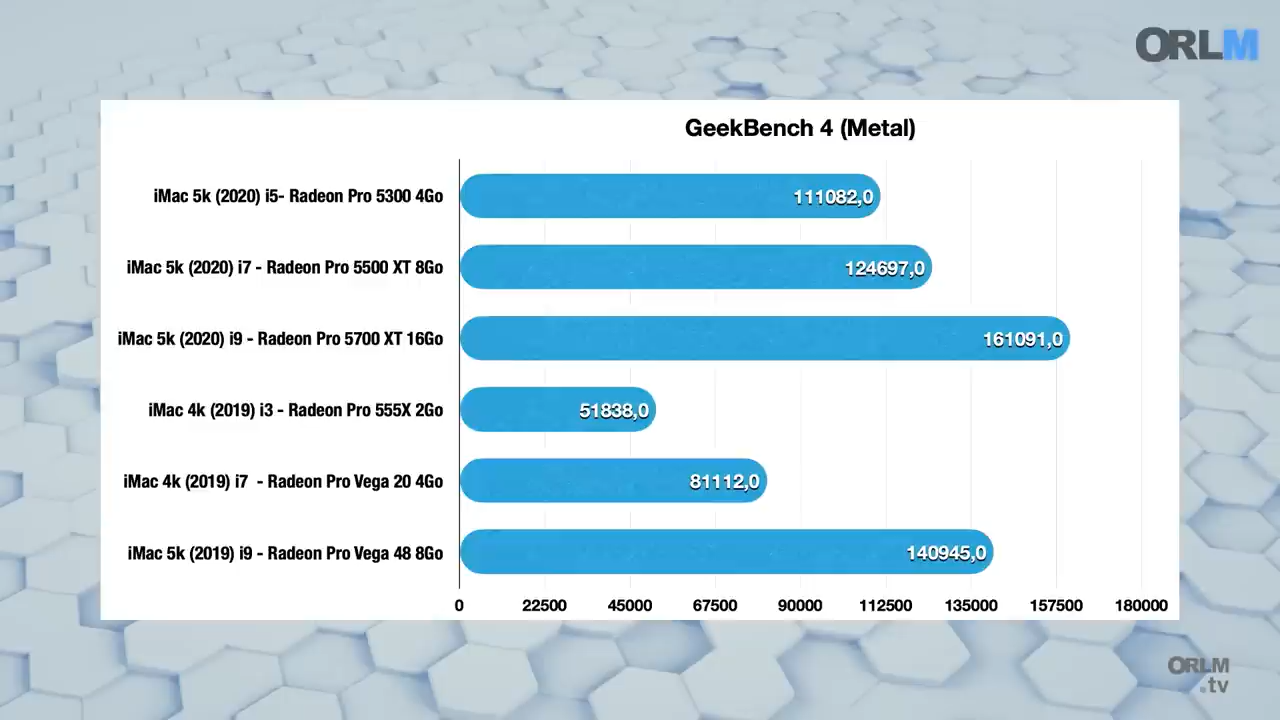 ORLM
GeekBench 4 (Metal)
iMac 5k (2020) i5- Radeon Pro 5300 4Go 111082,0
iMac 5k (2020) i7 - Radeon Pro 5500 XT 8Go 124697,0
iMac 5k (2020) i9 - Radeon Pro 5700 XT 16Go 161091,0
iMac 4k (2019) i3 - Radeon Pro 555X 2Go 51838,0
iMac 4k (2019) i7  - Radeon Pro Vega 20 4Go 81112,0
iMac 5k (2019) i9 - Radeon Pro Vega 48 8Go 140945,0
0 22500 45000 67500 90000 112500 135000 157500 180000
ORLM
.tv